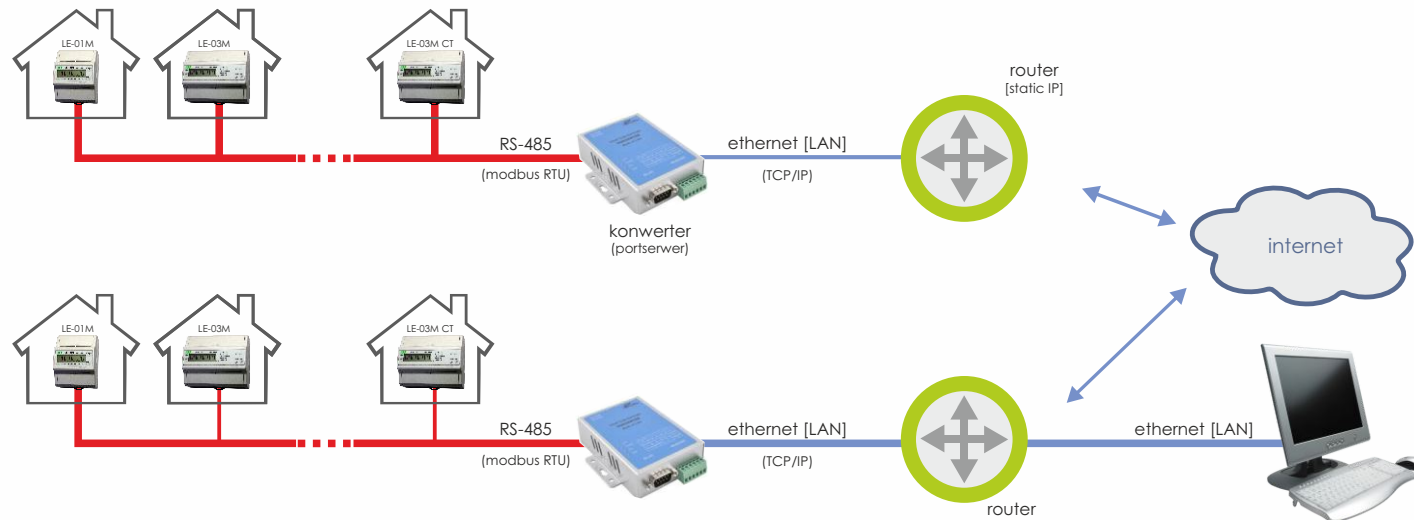 LE-01M
LE-03M
LE-03M CT
router
[static IP]
RS-485
ethernet [LAN]
(modbus RTU)
(TCP/IP)
konwerter
(portserwer)
internet
LE-01M
LE-03M
LE-03M CT
RS-485
ethernet [LAN]
ethernet [LAN]
(modbus RTU)
(TCP/IP)
router